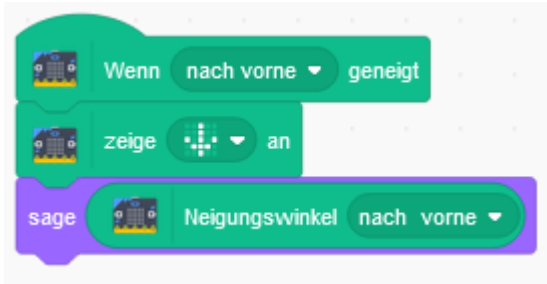 Wenn nach vorne geneigt
zeige an
sage Neigungswinkel nach vorne